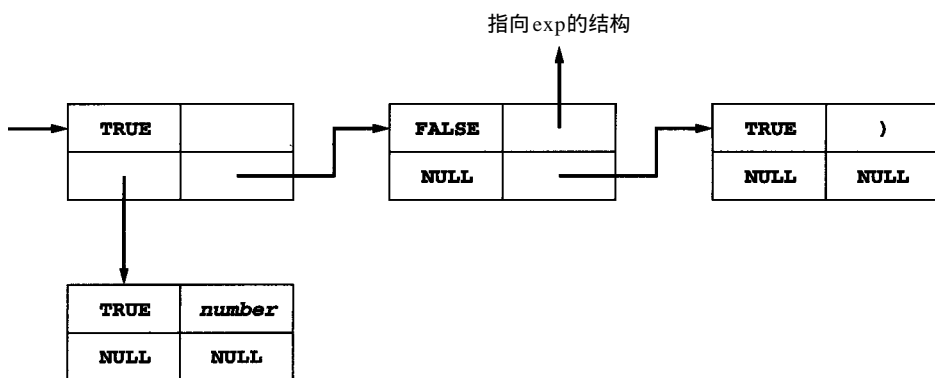 指向exp的结构
TRUE
FALSE
TRUE )
NULL
NULL NULL
TRUE number
NULL NULL